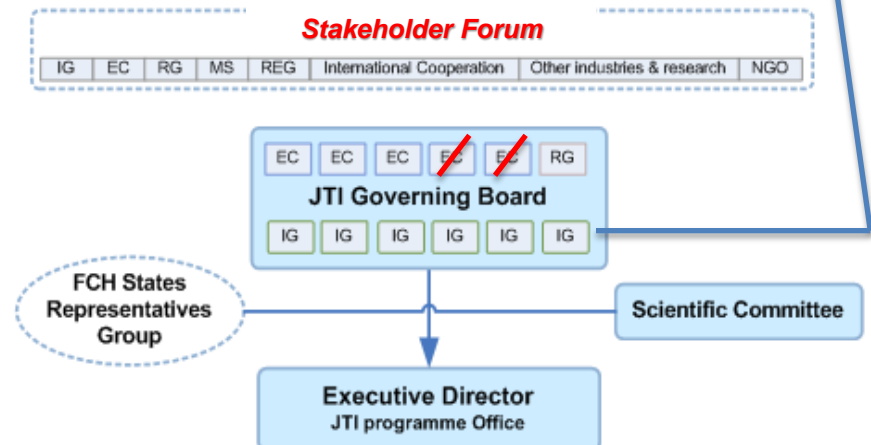 Stakeholder Forum
IG EC RG MS REG International Cooperation Other industries & research NGO
EC EC EC EC EC RG
JTI Governing Board
IG IG IG IG IG IG
FCH States
Representatives
Group
Scientific Committee
Executive Director
JTI programme Office